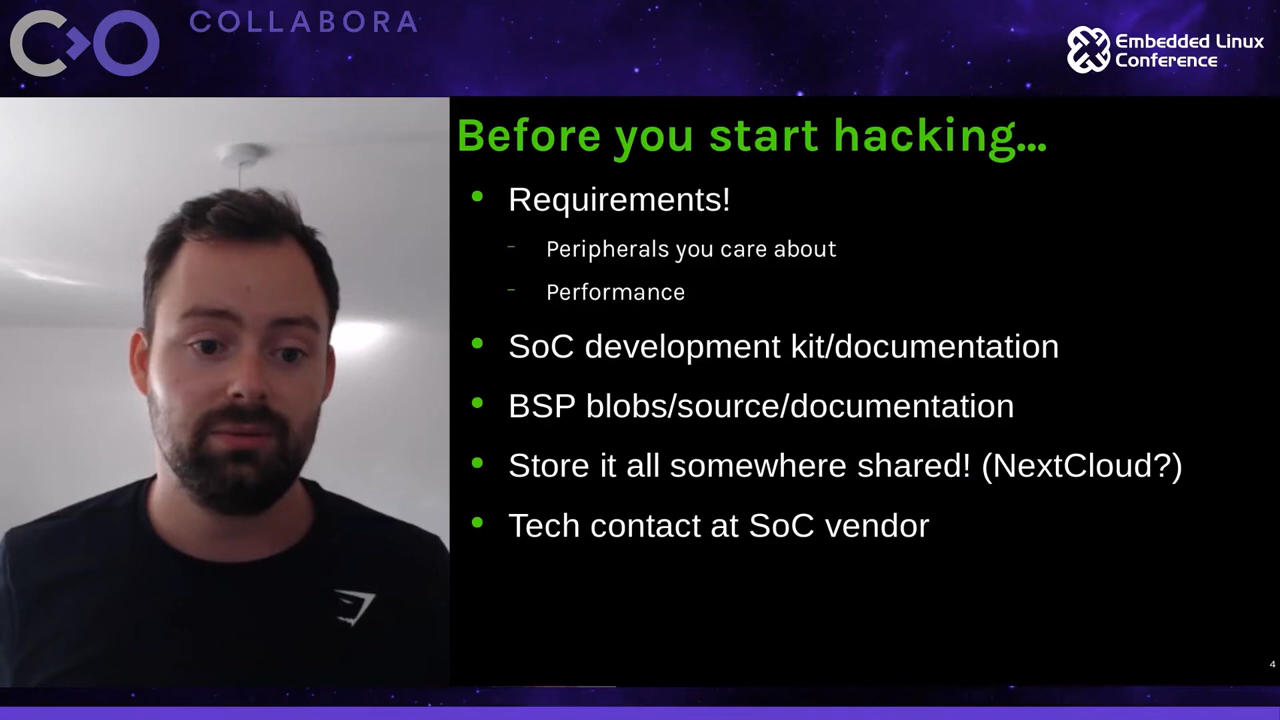 COLLABORA
Embedded Linux
Conference
Before you start hacking...
Requirements!
Peripherals you care about
Performance
SoC development kit/documentation
BSP blobs/source/documentation
Store it all somewhere shared! (NextCloud?)
Tech contact at SoC vendor
4